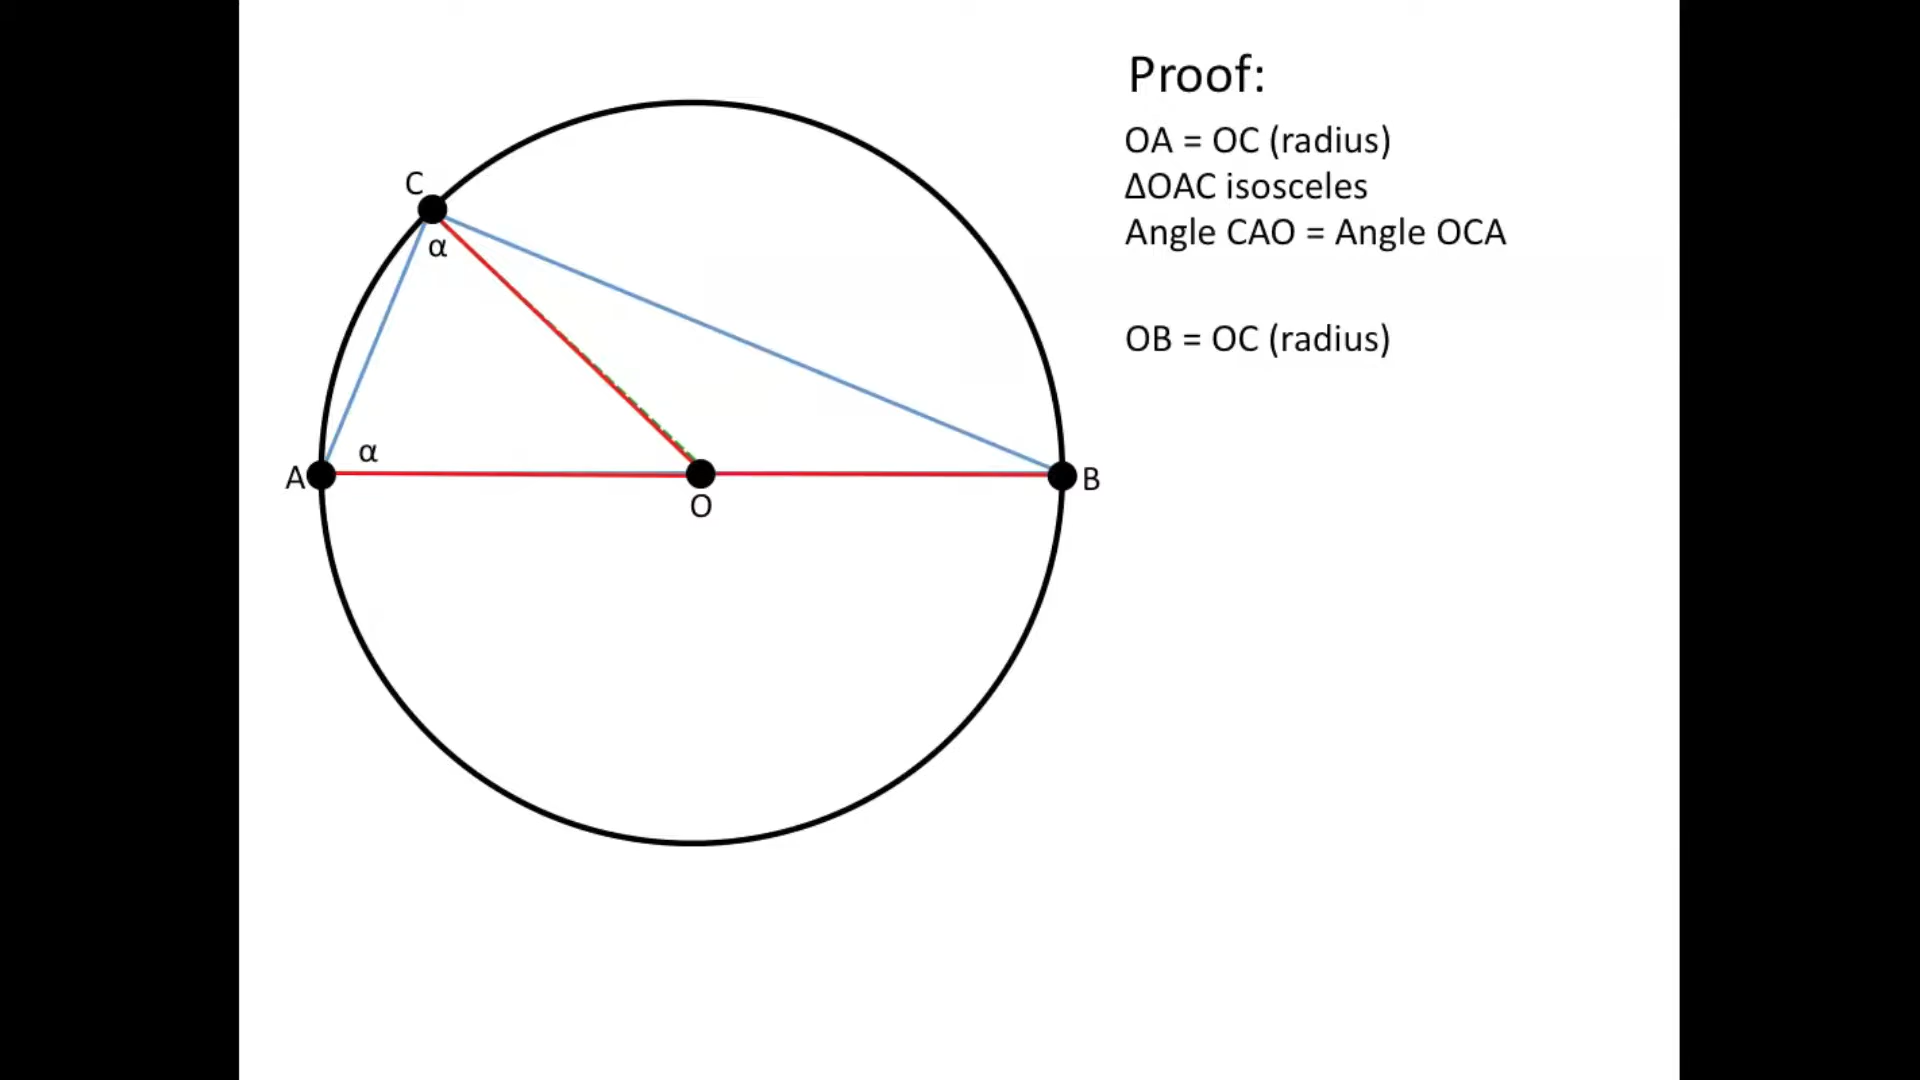 Proof:
OA = OC (radius)
ΔOAC isosceles
Angle CAO = Angle OCA
OB = OC (radius)
C
α
α
A
O
B